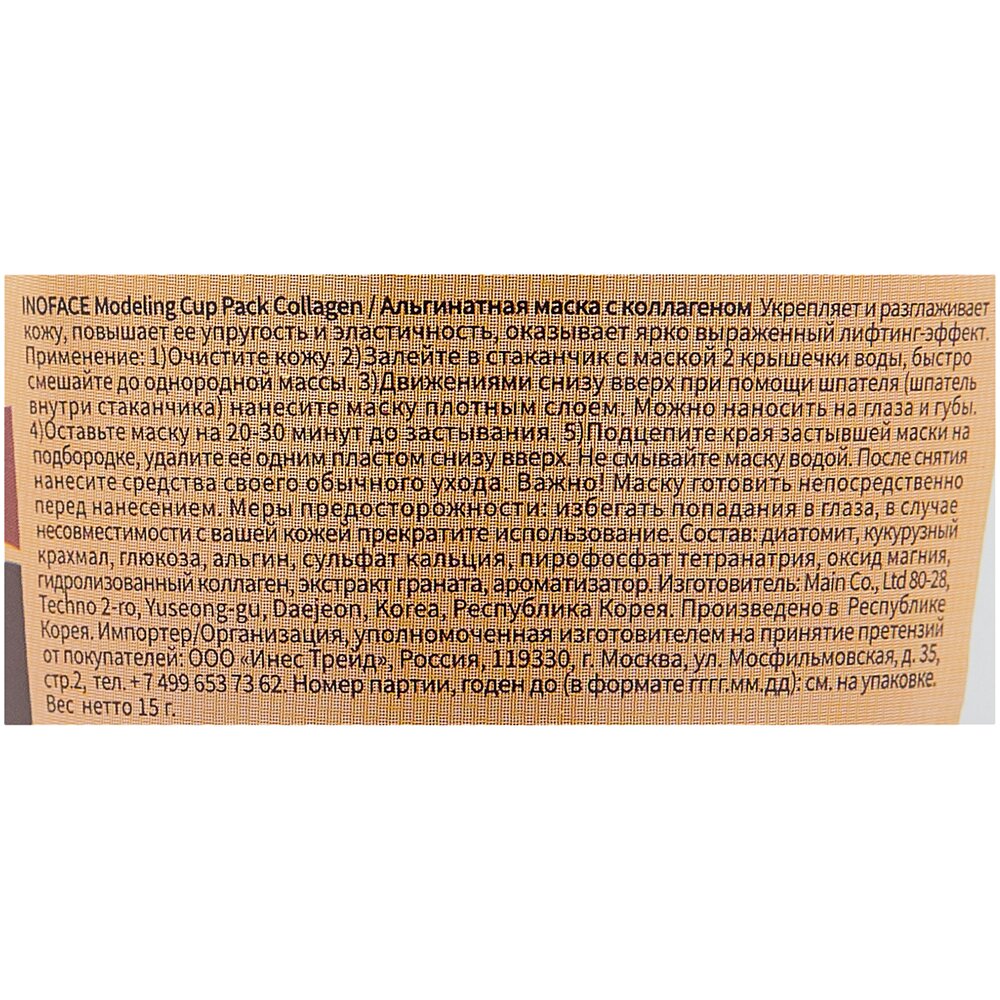 INOFACE Modeling Cup Pack Collagen / Альгинатная маска с коллагеном Укрепляет и разглаживает
кожу, повышает ее упругость и эластичность, оказывает ярко выраженный лифтинг-эффект.
Применение: 1)Очистите кожу. 2)Залейте в стаканчик с маской 2 крышечки воды, быстро
смешайте до однородной массы. 3)Движениями снизу вверх при помощи шпателя (шпатель
внутри стаканчика) нанесите маску плотным слоем. Можно наносить на глаза и губы.
4)Оставьте маску на 20-30 минут до застывания. 5)Подцепите края застывшей маски на
подбородке, удалите её одним пластом снизу вверх. Не смывайте маску водой. После снятия
нанесите средства своего обычного ухода. Важно! Маску готовить непосредственно
перед нанесением. Меры предосторожности: избегать попадания в глаза, в случае
несовместимости с вашей кожей прекратите использование. Состав: диатомит, кукурузный
крахмал, глюкоза, альгин, сульфат кальция, пирофосфат тетранатрия, оксид магния,
гидролизованный коллаген, экстракт граната, ароматизатор. Изготовитель: Main Co., Ltd 80-28,
Techno 2-ro, Yuseong-gu, Daejeon, Korea, Республика Корея. Произведено в Республике
Корея. Импортер/Организация, уполномоченная изготовителем на принятие претензий
от покупателей: ООО «Инес Трейд», Россия, 119330, г. Москва, ул. Мосфильмовская, д. 35,
стр.2, тел. +7 499 653 73 62. Номер партии, годен до (в формате гггг.мм.дд): см. на упаковке.
Вес нетто 15 г.